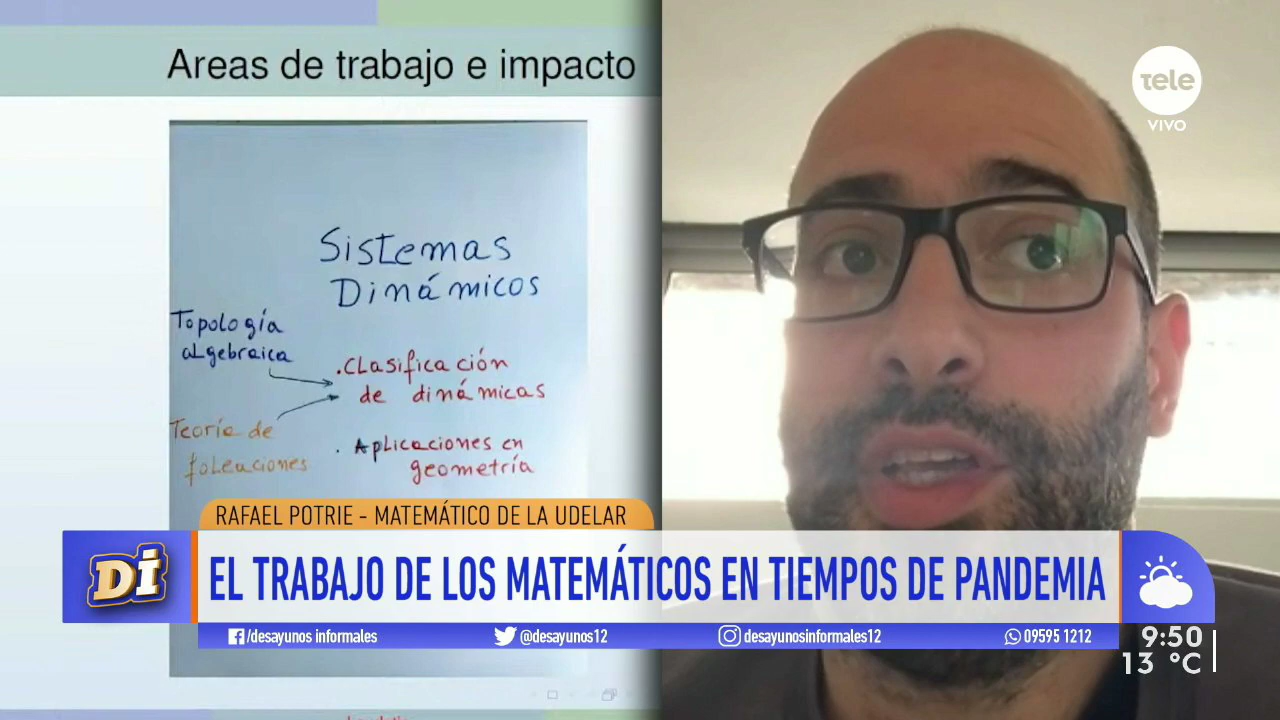 Areas de trabajo e impacto
Sistemas
Dinámicos
Topología
algebraica
.Clasificación
de dinámicas
Teoría de
foleaciones
. Aplicaciones en
geometría
tele
VIVO
RAFAEL POTRIE - MATEMÁTICO DE LA UDELAR
Di
EL TRABAJO DE LOS MATEMÁTICOS EN TIEMPOS DE PANDEMIA
/desayunos informales
@desayunos12
desayunosinformales12
09595 1212
9:50
13 °C